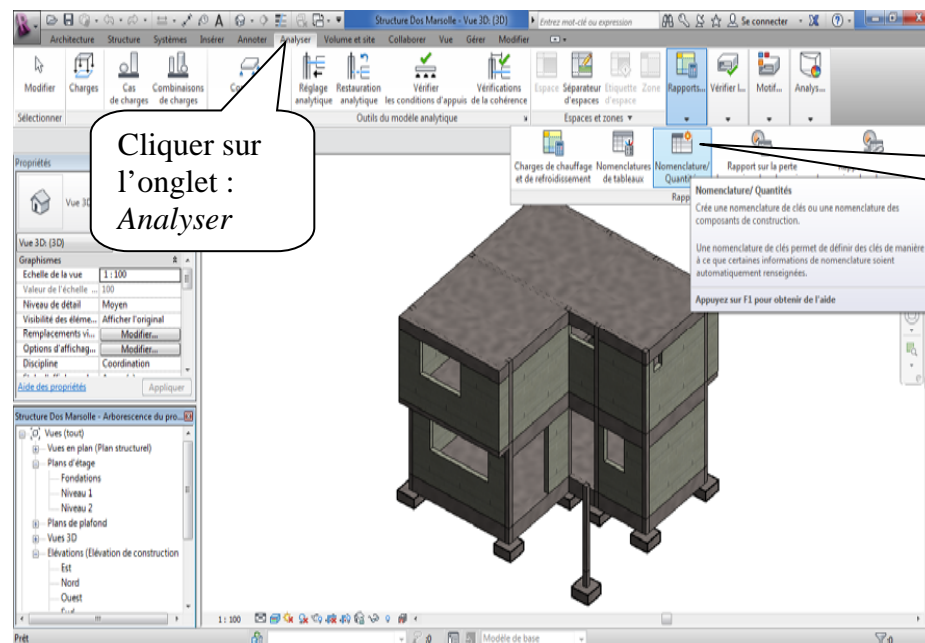 Structure Dos Marsolle - Vue 3D: {3D}
Entrez mot-clé ou expression
Se connecter
Architecture Structure Systèmes Insérer Annoter Analyser Volume et site Collaborer Vue Gérer Modifier
Modifier
Charges
Cas de charges
Combinaisons de charges
Réglage analytique
Restauration analytique
Vérifier les conditions d'appuis
Vérifications de la cohérence
Espace
Séparateur d'espaces
Étiquette d'espace
Zone
Rapports...
Vérifier l...
Motif...
Analys...
Sélectionner
Outils du modèle analytique
Espaces et zones
Charges de chauffage et de refroidissement
Nomenclatures de tableaux
Nomenclature/
Rapport sur la perte
Nomenclature/ Quantités
Crée une nomenclature de clés ou une nomenclature des
composants de construction.
Une nomenclature de clés permet de définir des clés de manière
à ce que certaines informations de nomenclature soient
automatiquement renseignées.
Appuyez sur F1 pour obtenir de l'aide
Cliquer sur
l'onglet :
Analyser
Propriétés
Vue 3D
Vue 3D: {3D}
Graphismes
Echelle de la vue 1 : 100
Valeur de l'échelle ... 100
Niveau de détail Moyen
Visibilité des éléme... Afficher l'original
Remplacements vi... Modifier...
Options d'affichag... Modifier...
Discipline Coordination
Aide des propriétés Appliquer
Structure Dos Marsolle - Arborescence du pro...
Vues (tout)
Vues en plan (Plan structurel)
Plans d'étage
Fondations
Niveau 1
Niveau 2
Plans de plafond
Vues 3D
Elévations (Elévation de construction
Est
Nord
Ouest
Sud
1 : 100
Prêt
:0
Modèle de base
:0